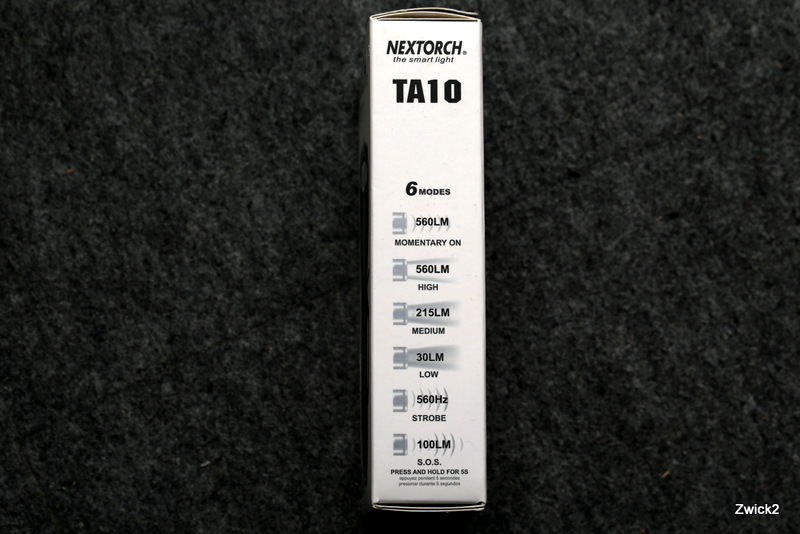 NEXTORCH®
the smart light
TA10
6 MODES
560LM
MOMENTARY ON
560LM
HIGH
215LM
MEDIUM
30LM
LOW
560Hz
STROBE
100LM
S.O.S.
PRESS AND HOLD FOR 5S
appuyez pendant 5 secondes
presionar durante 5 segundos
Zwick2